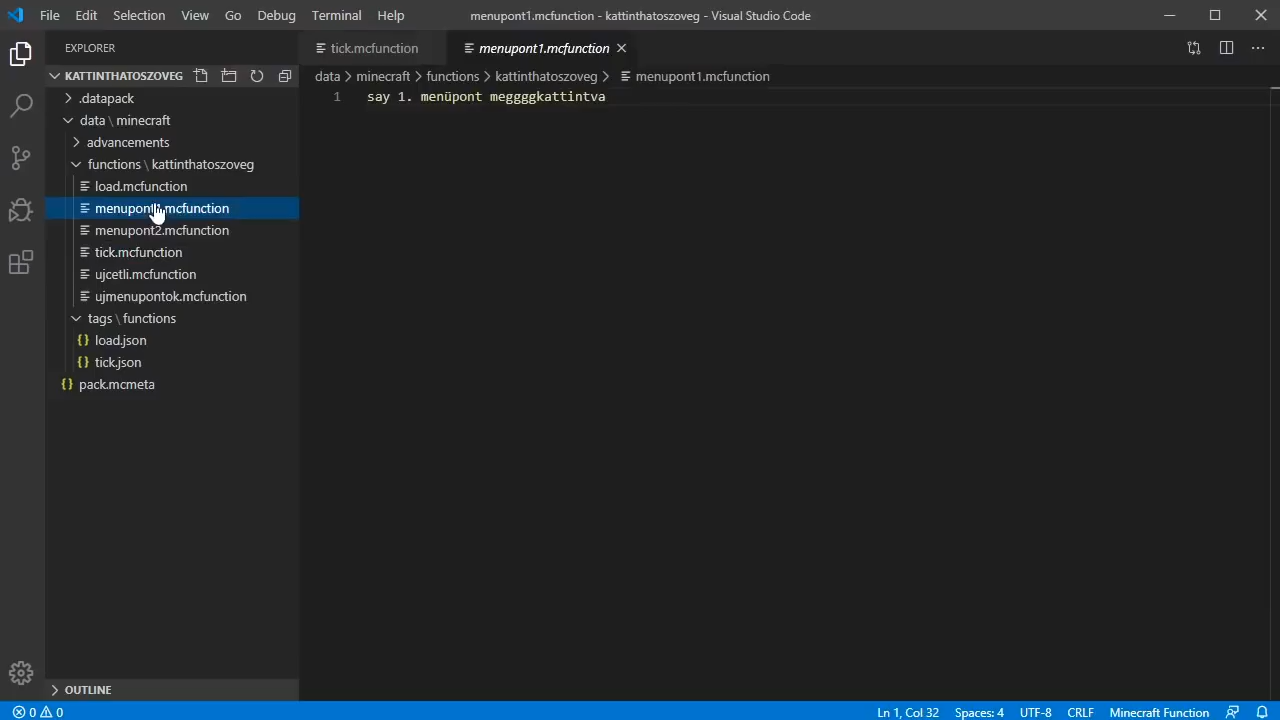 File Edit Selection View Go Debug Terminal Help menupont1.mcfunction - kattinthatoszoveg - Visual Studio Code
EXPLORER
tick.mcfunction menupont1.mcfunction
KATTINTHATOSZOVEG
data minecraft functions kattinthatoszoveg menupont1.mcfunction
.datapack
1 say 1. menüpont meggggkattintva
data \ minecraft
advancements
functions \ kattinthatoszoveg
load.mcfunction
menupont1.mcfunction
menupont2.mcfunction
tick.mcfunction
ujcetli.mcfunction
ujmenupontok.mcfunction
tags \ functions
{} load.json
{} tick.json
{} pack.mcmeta
OUTLINE
0 0 Ln 1, Col 32 Spaces: 4 UTF-8 CRLF Minecraft Function